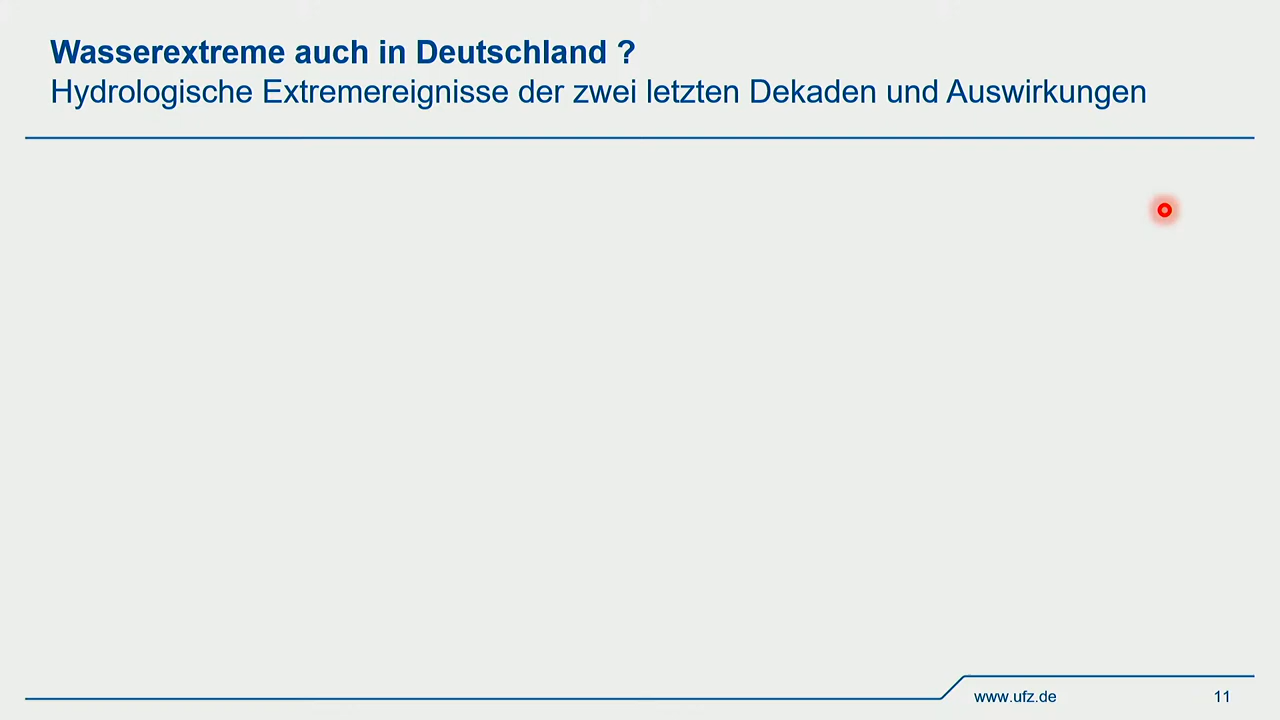 Wasserextreme auch in Deutschland ?
Hydrologische Extremereignisse der zwei letzten Dekaden und Auswirkungen
www.ufz.de
11